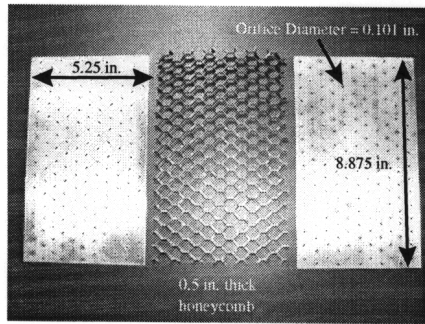 Orifice Diameter = 0.101 in.
5.25 in.
8.875 in.
0.5 in. thick
honeycomb